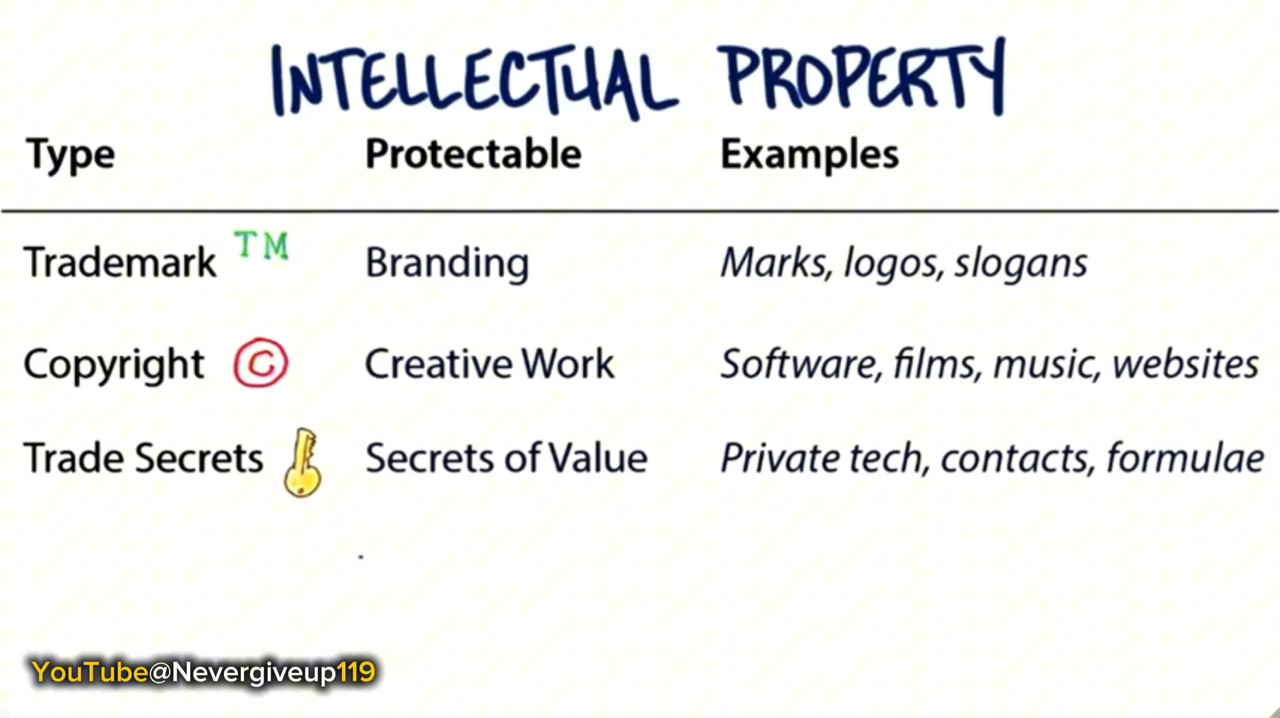 INTELLECTUAL PROPERTY
Type Protectable Examples
Trademark TM Branding Marks, logos, slogans
Copyright © Creative Work Software, films, music, websites
Trade Secrets Secrets of Value Private tech, contacts, formulae
YouTube@Nevergiveup119